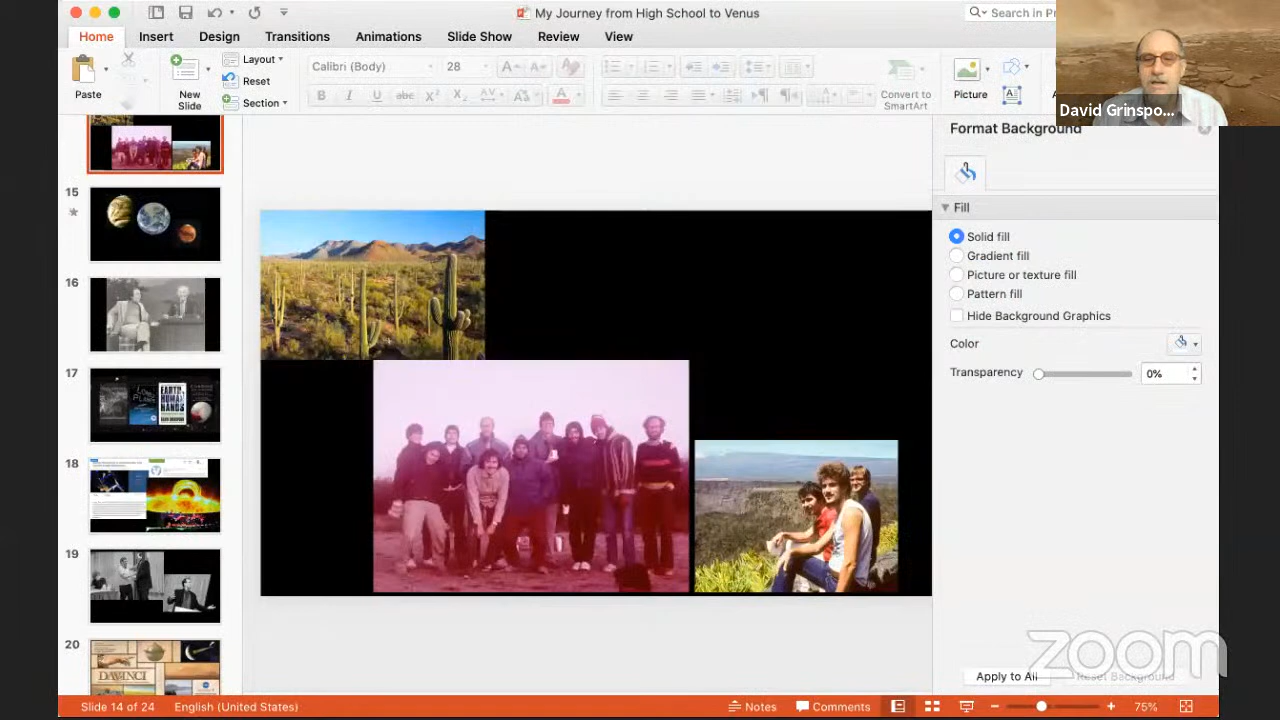 My Journey from High School to Venus
Search in Pr
Home Insert Design Transitions Animations Slide Show Review View
Paste
New
Slide
Layout
Reset
Section
Calibri (Body) 28
Convert to
SmartArt
Picture
David Grinspo...
Format Background
Fill
Solid fill
Gradient fill
Picture or texture fill
Pattern fill
Hide Background Graphics
Color
Transparency 0%
15
16
17
EARTH
HUMAN
HANDS
18
19
20
DAVINCI
Apply to All Reset Background
zoom
Slide 14 of 24 English (United States) Notes Comments 75%